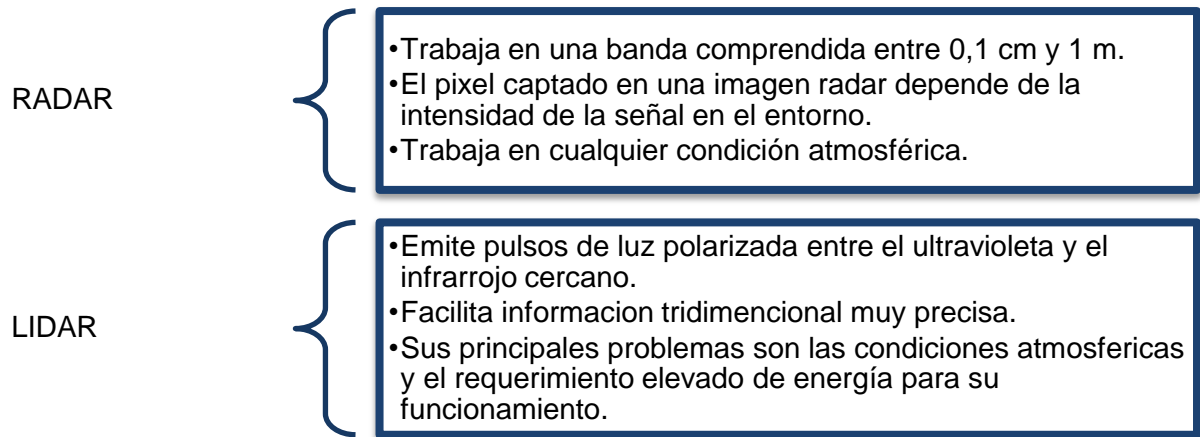 RADAR
•Trabaja en una banda comprendida entre 0,1 cm y 1 m.
•El pixel captado en una imagen radar depende de la
intensidad de la señal en el entorno.
•Trabaja en cualquier condición atmosférica.
LIDAR
•Emite pulsos de luz polarizada entre el ultravioleta y el
infrarrojo cercano.
•Facilita informacion tridimencional muy precisa.
•Sus principales problemas son las condiciones atmosfericas
y el requerimiento elevado de energía para su
funcionamiento.